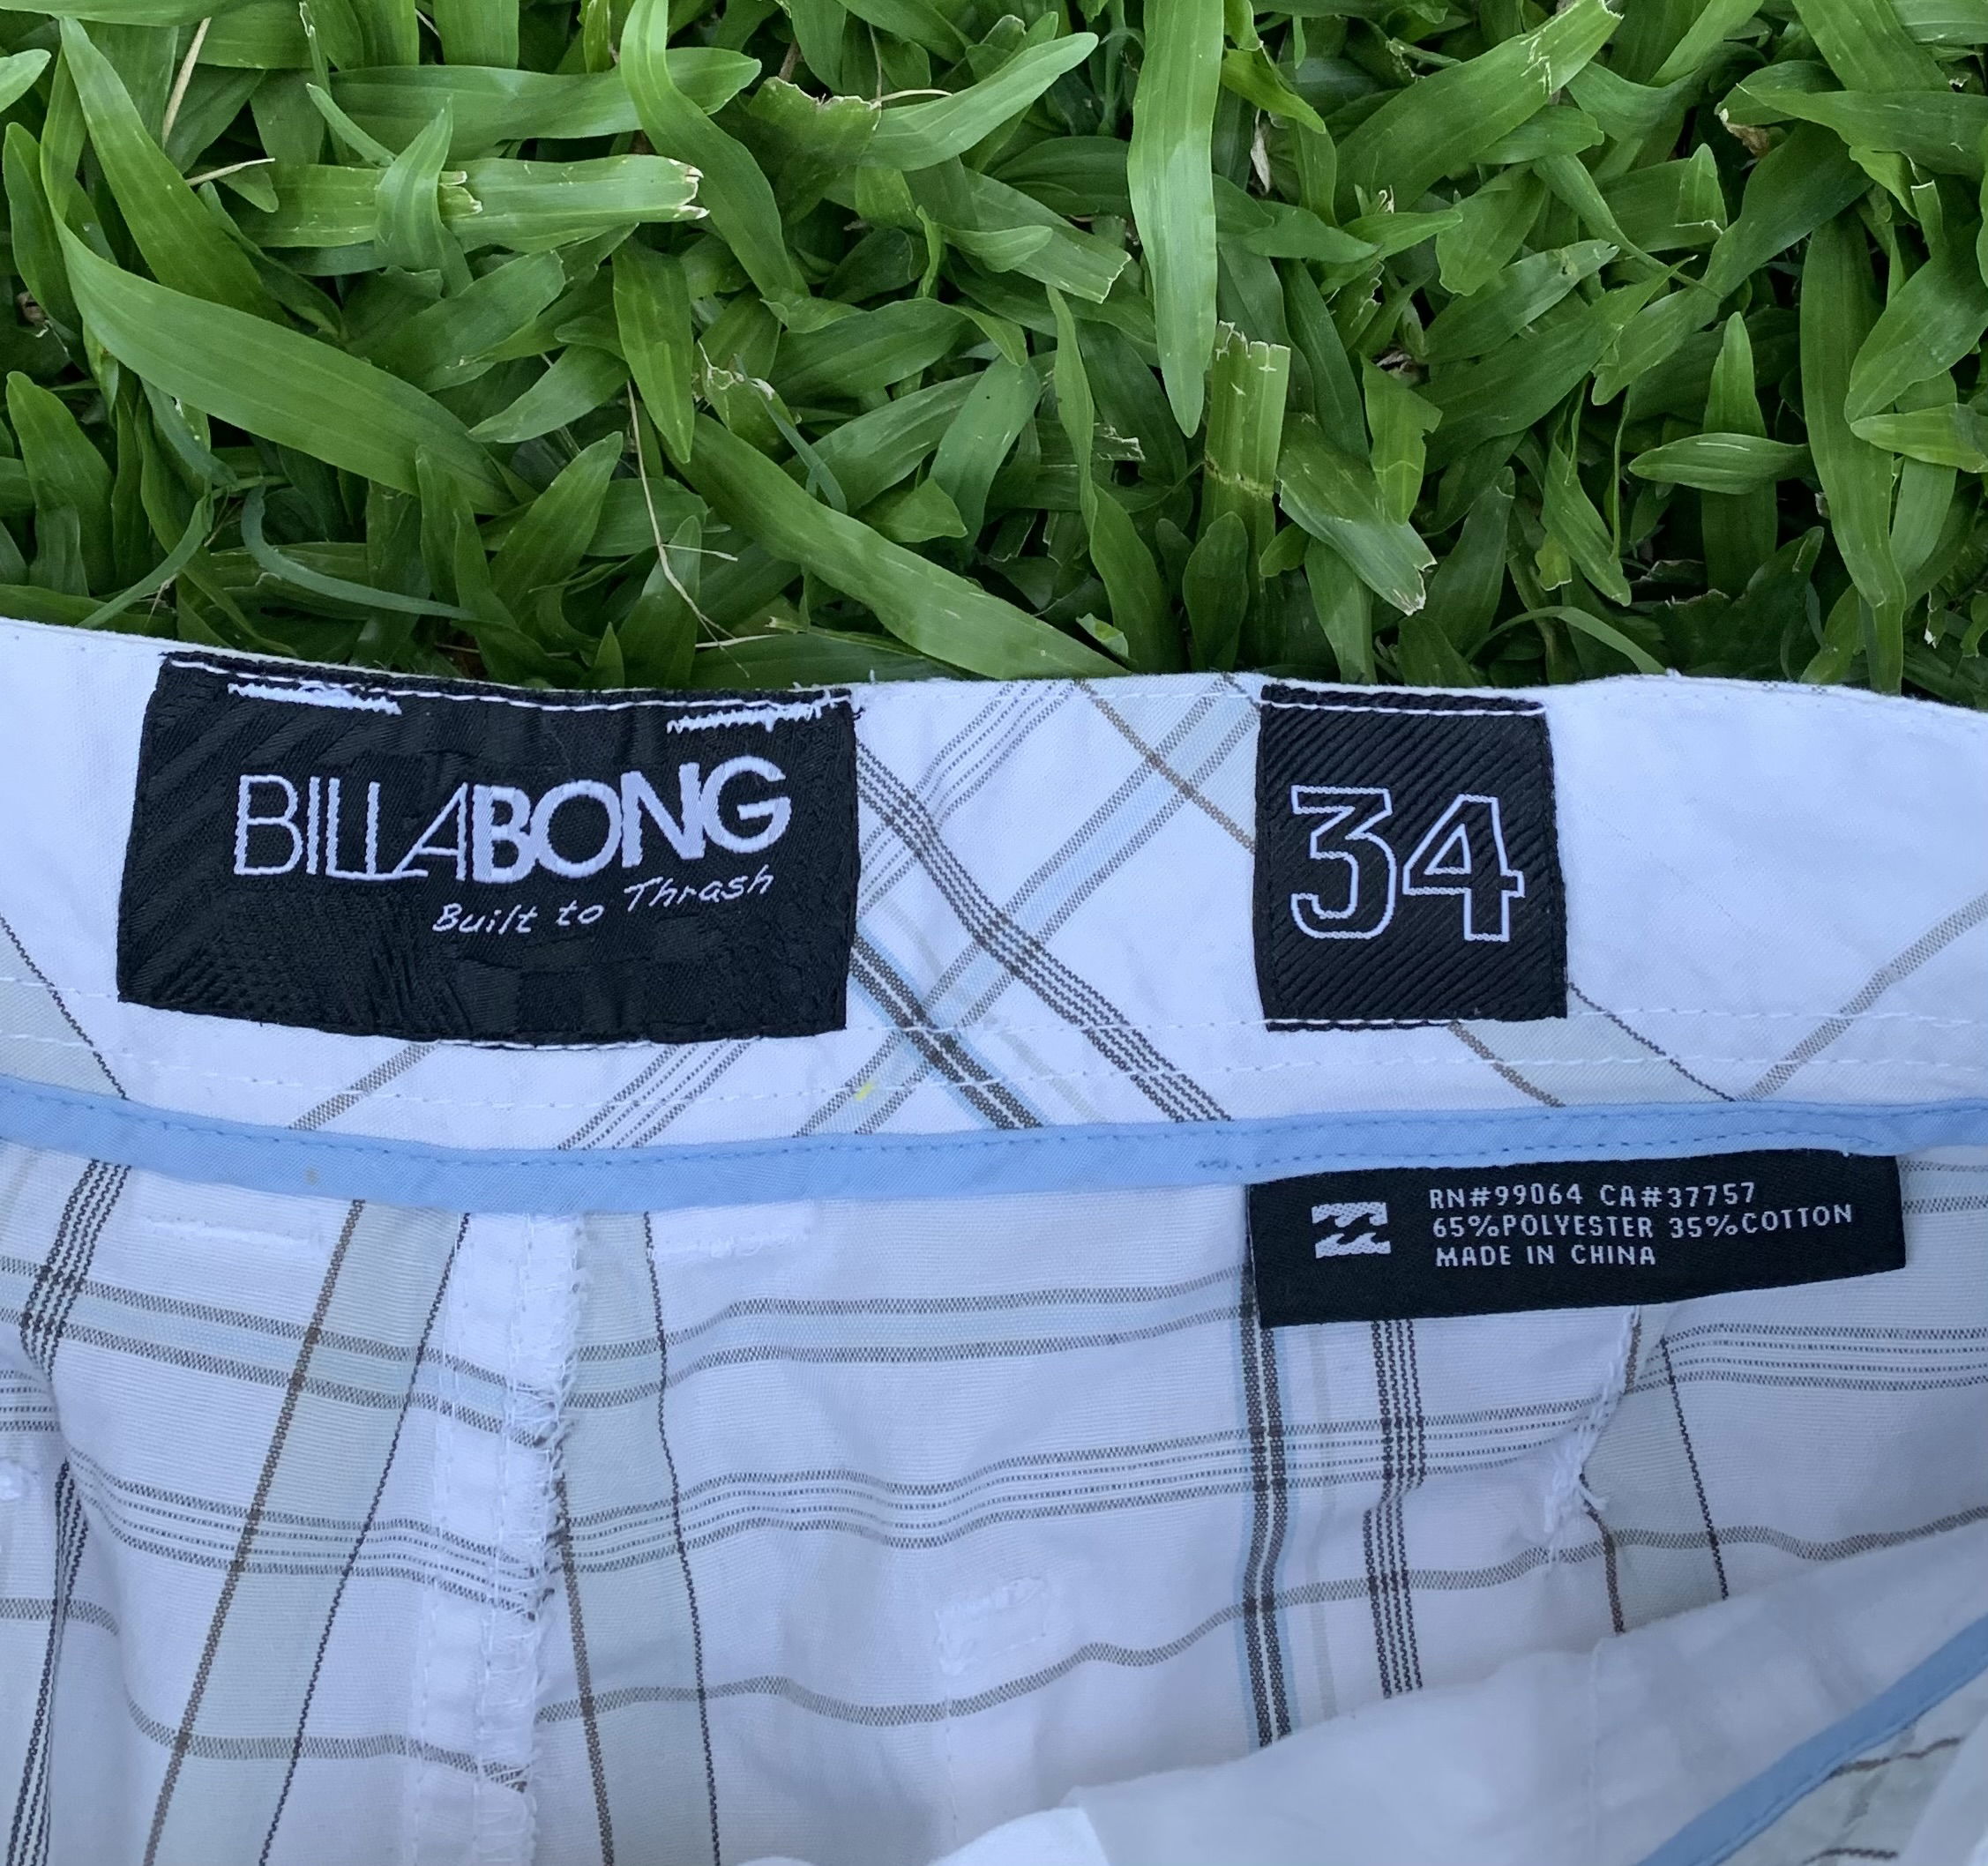 BILLABONG
Built to Thrash
34
RN#99064 CA#37757
65%POLYESTER 35%COTTON
MADE IN CHINA